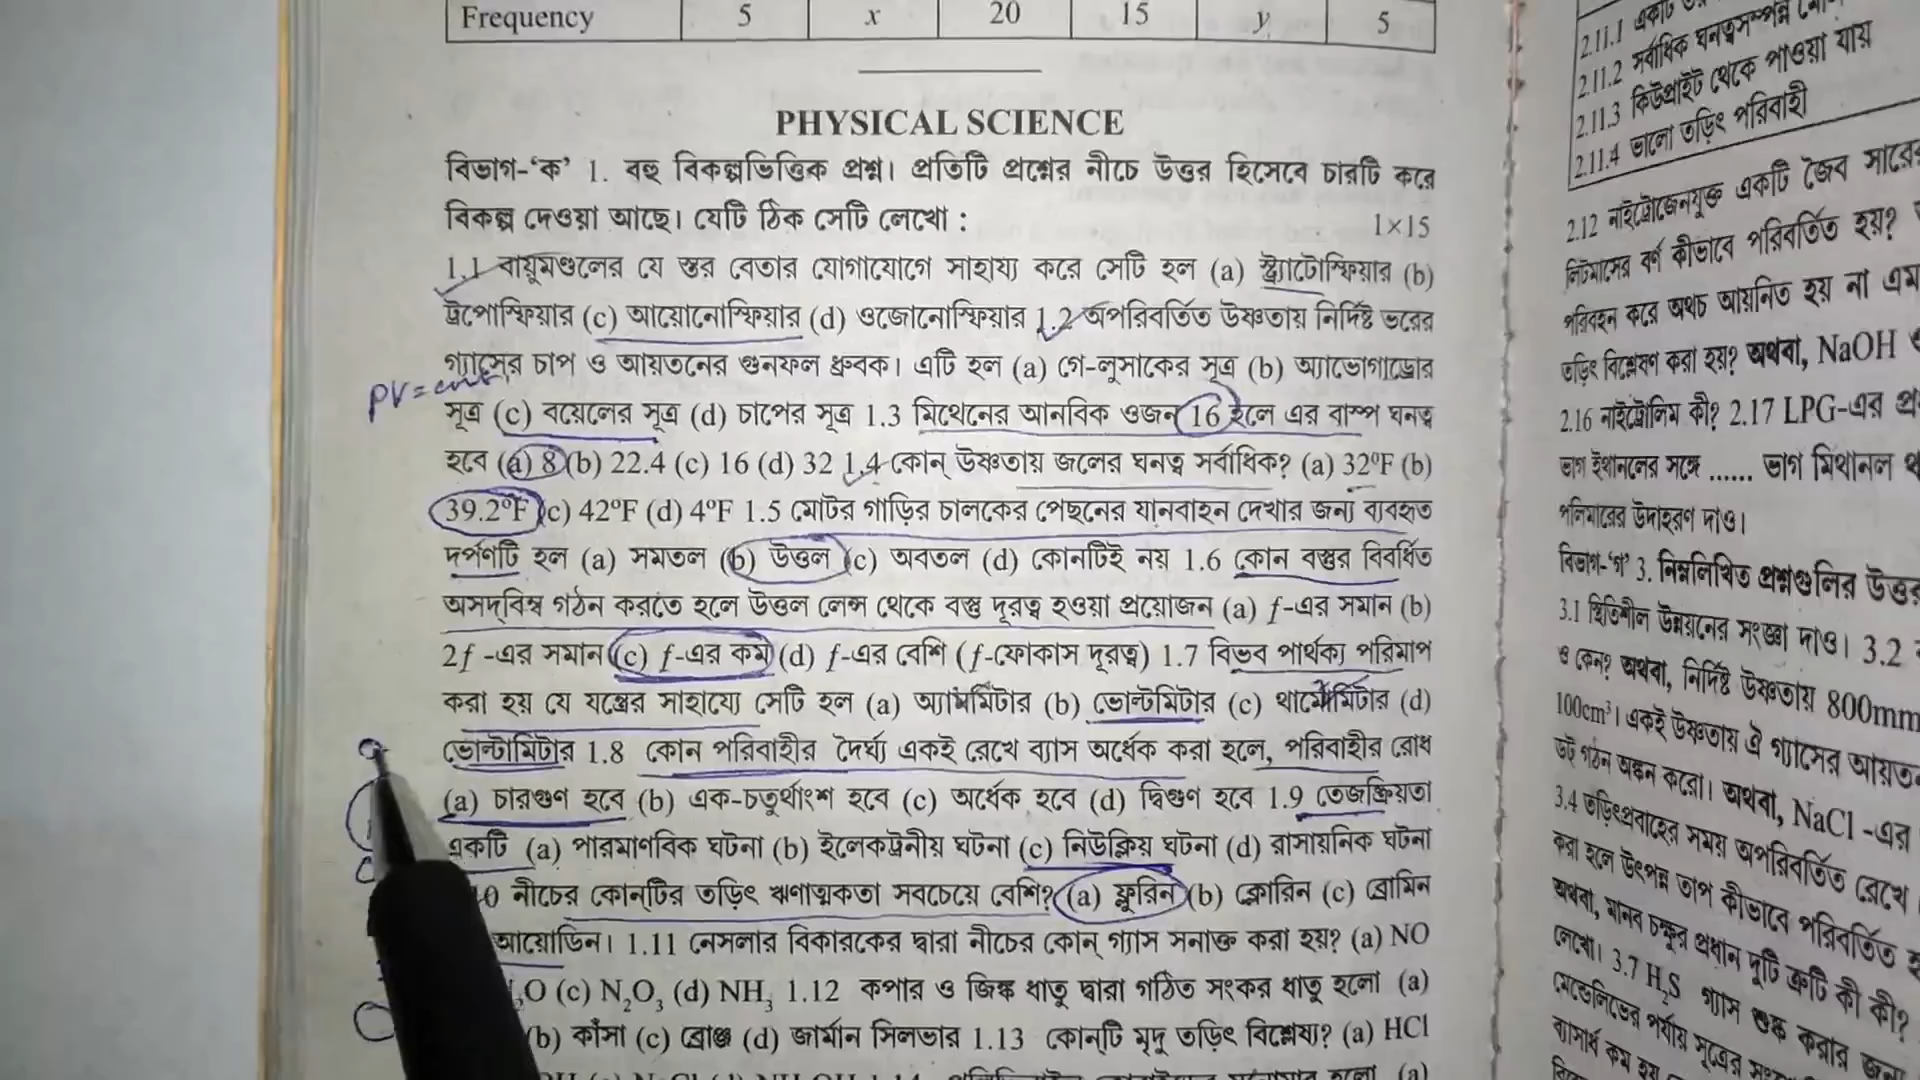 Frequency 5 x 20 15 y 5
PHYSICAL SCIENCE
বিভাগ-‘ক’ 1. বহু বিকল্পভিত্তিক প্রশ্ন। প্রতিটি প্রশ্নের নীচে উত্তর হিসেবে চারটি করে
বিকল্প দেওয়া আছে। যেটি ঠিক সেটি লেখো : 1×15
1.1 বায়ুমণ্ডলের যে স্তর বেতার যোগাযোগে সাহায্য করে সেটি হল (a) স্ট্র্যাটোস্ফিয়ার (b)
ট্রপোস্ফিয়ার (c) আয়োনোস্ফিয়ার (d) ওজোনোস্ফিয়ার 1.2 অপরিবর্তিত উষ্ণতায় নির্দিষ্ট ভরের
গ্যাসের চাপ ও আয়তনের গুনফল ধ্রুবক। এটি হল (a) গে-লুসাকের সূত্র (b) অ্যাভোগাড্রোর
PV=
সূত্র (c) বয়েলের সূত্র (d) চাপের সূত্র 1.3 মিথেনের আনবিক ওজন 16 হলে এর বাস্প ঘনত্ব
হবে (a) 8 (b) 22.4 (c) 16 (d) 32 1.4 কোন্ উষ্ণতায় জলের ঘনত্ব সর্বাধিক? (a) 32°F (b)
39.2°F (c) 42°F (d) 4°F 1.5 মোটর গাড়ির চালকের পেছনের যানবাহন দেখার জন্য ব্যবহৃত
দর্পণটি হল (a) সমতল (b) উত্তল (c) অবতল (d) কোনটিই নয় 1.6 কোন বস্তুর বিবর্ধিত
অসদ্‌বিম্ব গঠন করতে হলে উত্তল লেন্স থেকে বস্তু দূরত্ব হওয়া প্রয়োজন (a) f-এর সমান (b)
2f -এর সমান (c) f-এর কম (d) f-এর বেশি (f-ফোকাস দূরত্ব) 1.7 বিভব পার্থক্য পরিমাপ
করা হয় যে যন্ত্রের সাহায্যে সেটি হল (a) অ্যামমিটার (b) ভোল্টমিটার (c) থার্মোমিটার (d)
ভোল্টামিটার 1.8 কোন পরিবাহীর দৈর্ঘ্য একই রেখে ব্যাস অর্ধেক করা হলে, পরিবাহীর রোধ
(a) চারগুণ হবে (b) এক-চতুর্থাংশ হবে (c) অর্ধেক হবে (d) দ্বিগুণ হবে 1.9 তেজষ্ক্রিয়তা
একটি (a) পারমাণবিক ঘটনা (b) ইলেকট্রনীয় ঘটনা (c) নিউক্লিয় ঘটনা (d) রাসায়নিক ঘটনা
নীচের কোন্‌টির তড়িৎ ঋণাত্মকতা সবচেয়ে বেশি? (a) ফ্লুরিন (b) ক্লোরিন (c) ব্রোমিন
আয়োডিন। 1.11 নেসলার বিকারকের দ্বারা নীচের কোন্ গ্যাস সনাক্ত করা হয়? (a) NO
(c) N₂O₃ (d) NH₃ 1.12 কপার ও জিঙ্ক ধাতু দ্বারা গঠিত সংকর ধাতু হলো (a)
(b) কাঁসা (c) ব্রোঞ্জ (d) জার্মান সিলভার 1.13 কোন্‌টি মৃদু তড়িৎ বিশ্লেষ্য? (a) HCl
2.11.1 একটি
2.11.2 সর্বাধিক ঘনত্বসম্পন্ন
2.11.3 কিউপ্রাইট থেকে পাওয়া যায়
2.11.4 ভালো তড়িৎ পরিবাহী
2.12 নাইট্রোজেনযুক্ত একটি জৈব সারের
লিটমাসের বর্ণ কীভাবে পরিবর্তিত হয়?
পরিবহন করে অথচ আয়নিত হয় না
তড়িৎ বিশ্লেষণ করা হয়? অথবা, NaOH
2.16 নাইট্রোলিম কী? 2.17 LPG-এর
ভাগ ইথানলের সঙ্গে ...... ভাগ মিথানল
পলিমারের উদাহরণ দাও।
বিভাগ-‘গ’ 3. নিম্নলিখিত প্রশ্নগুলির
3.1 স্থিতিশীল উন্নয়নের সংজ্ঞা দাও। 3.2
ও কেন? অথবা, নির্দিষ্ট উষ্ণতায় 800mm
100cm³। একই উষ্ণতায় ঐ গ্যাসের
ডট্ গঠন অঙ্কন করো। অথবা, NaCl -এর
3.4 তড়িৎপ্রবাহের সময় অপরিবর্তিত রেখে
করা হলে উৎপন্ন তাপ কীভাবে পরিবর্তিত
অথবা, মানব চক্ষুর প্রধান দুটি ত্রুটি কী কী?
লেখো। 3.7 H₂S গ্যাস শুষ্ক করার
মেন্ডেলিভের পর্যায় সূত্রের
ব্যাসার্ধ কম হয়